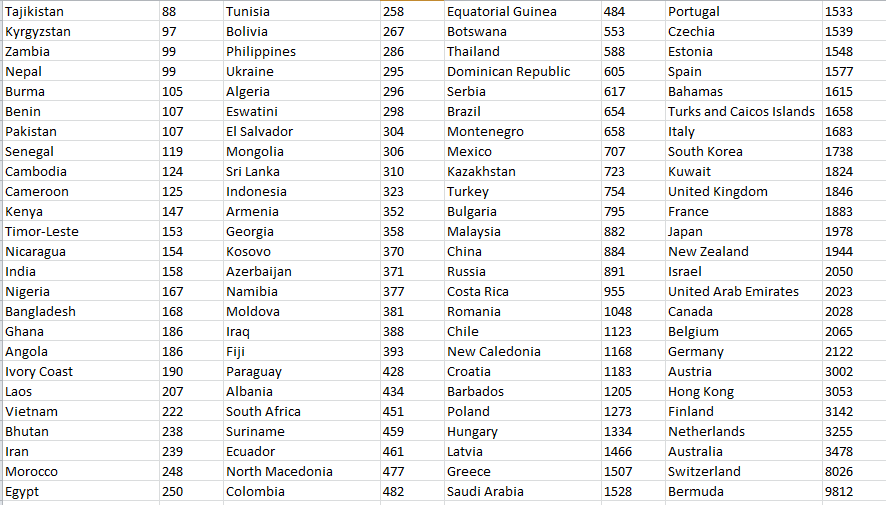 Tajikistan 88 Tunisia 258 Equatorial Guinea 484 Portugal 1533
Kyrgyzstan 97 Bolivia 267 Botswana 553 Czechia 1539
Zambia 99 Philippines 286 Thailand 588 Estonia 1548
Nepal 99 Ukraine 295 Dominican Republic 605 Spain 1577
Burma 105 Algeria 296 Serbia 617 Bahamas 1615
Benin 107 Eswatini 298 Brazil 654 Turks and Caicos Islands 1658
Pakistan 107 El Salvador 304 Montenegro 658 Italy 1683
Senegal 119 Mongolia 306 Mexico 707 South Korea 1738
Cambodia 124 Sri Lanka 310 Kazakhstan 723 Kuwait 1824
Cameroon 125 Indonesia 323 Turkey 754 United Kingdom 1846
Kenya 147 Armenia 352 Bulgaria 795 France 1883
Timor-Leste 153 Georgia 358 Malaysia 882 Japan 1978
Nicaragua 154 Kosovo 370 China 884 New Zealand 1944
India 158 Azerbaijan 371 Russia 891 Israel 2050
Nigeria 167 Namibia 377 Costa Rica 955 United Arab Emirates 2023
Bangladesh 168 Moldova 381 Romania 1048 Canada 2028
Ghana 186 Iraq 388 Chile 1123 Belgium 2065
Angola 186 Fiji 393 New Caledonia 1168 Germany 2122
Ivory Coast 190 Paraguay 428 Croatia 1183 Austria 3002
Laos 207 Albania 434 Barbados 1205 Hong Kong 3053
Vietnam 222 South Africa 451 Poland 1273 Finland 3142
Bhutan 238 Suriname 459 Hungary 1334 Netherlands 3255
Iran 239 Ecuador 461 Latvia 1466 Australia 3478
Morocco 248 North Macedonia 477 Greece 1507 Switzerland 8026
Egypt 250 Colombia 482 Saudi Arabia 1528 Bermuda 9812